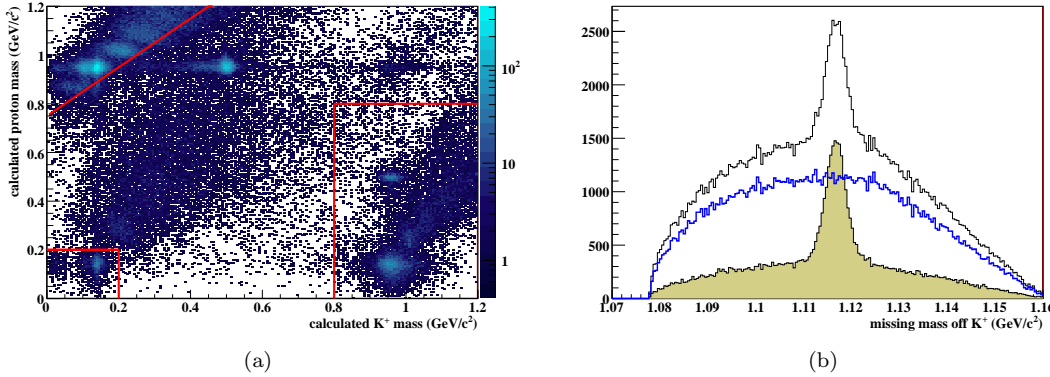 calculated proton mass (GeV/c²)
1.2
1
0.8
0.6
0.4
0.2
0
0 0.2 0.4 0.6 0.8 1.0 1.2
calculated K⁺ mass (GeV/c²)
10²
10
1
(a)
2500
2000
1500
1000
500
0
1.07 1.08 1.09 1.1 1.11 1.12 1.13 1.14 1.15 1.16
missing mass off K⁺ (GeV/c²)
(b)